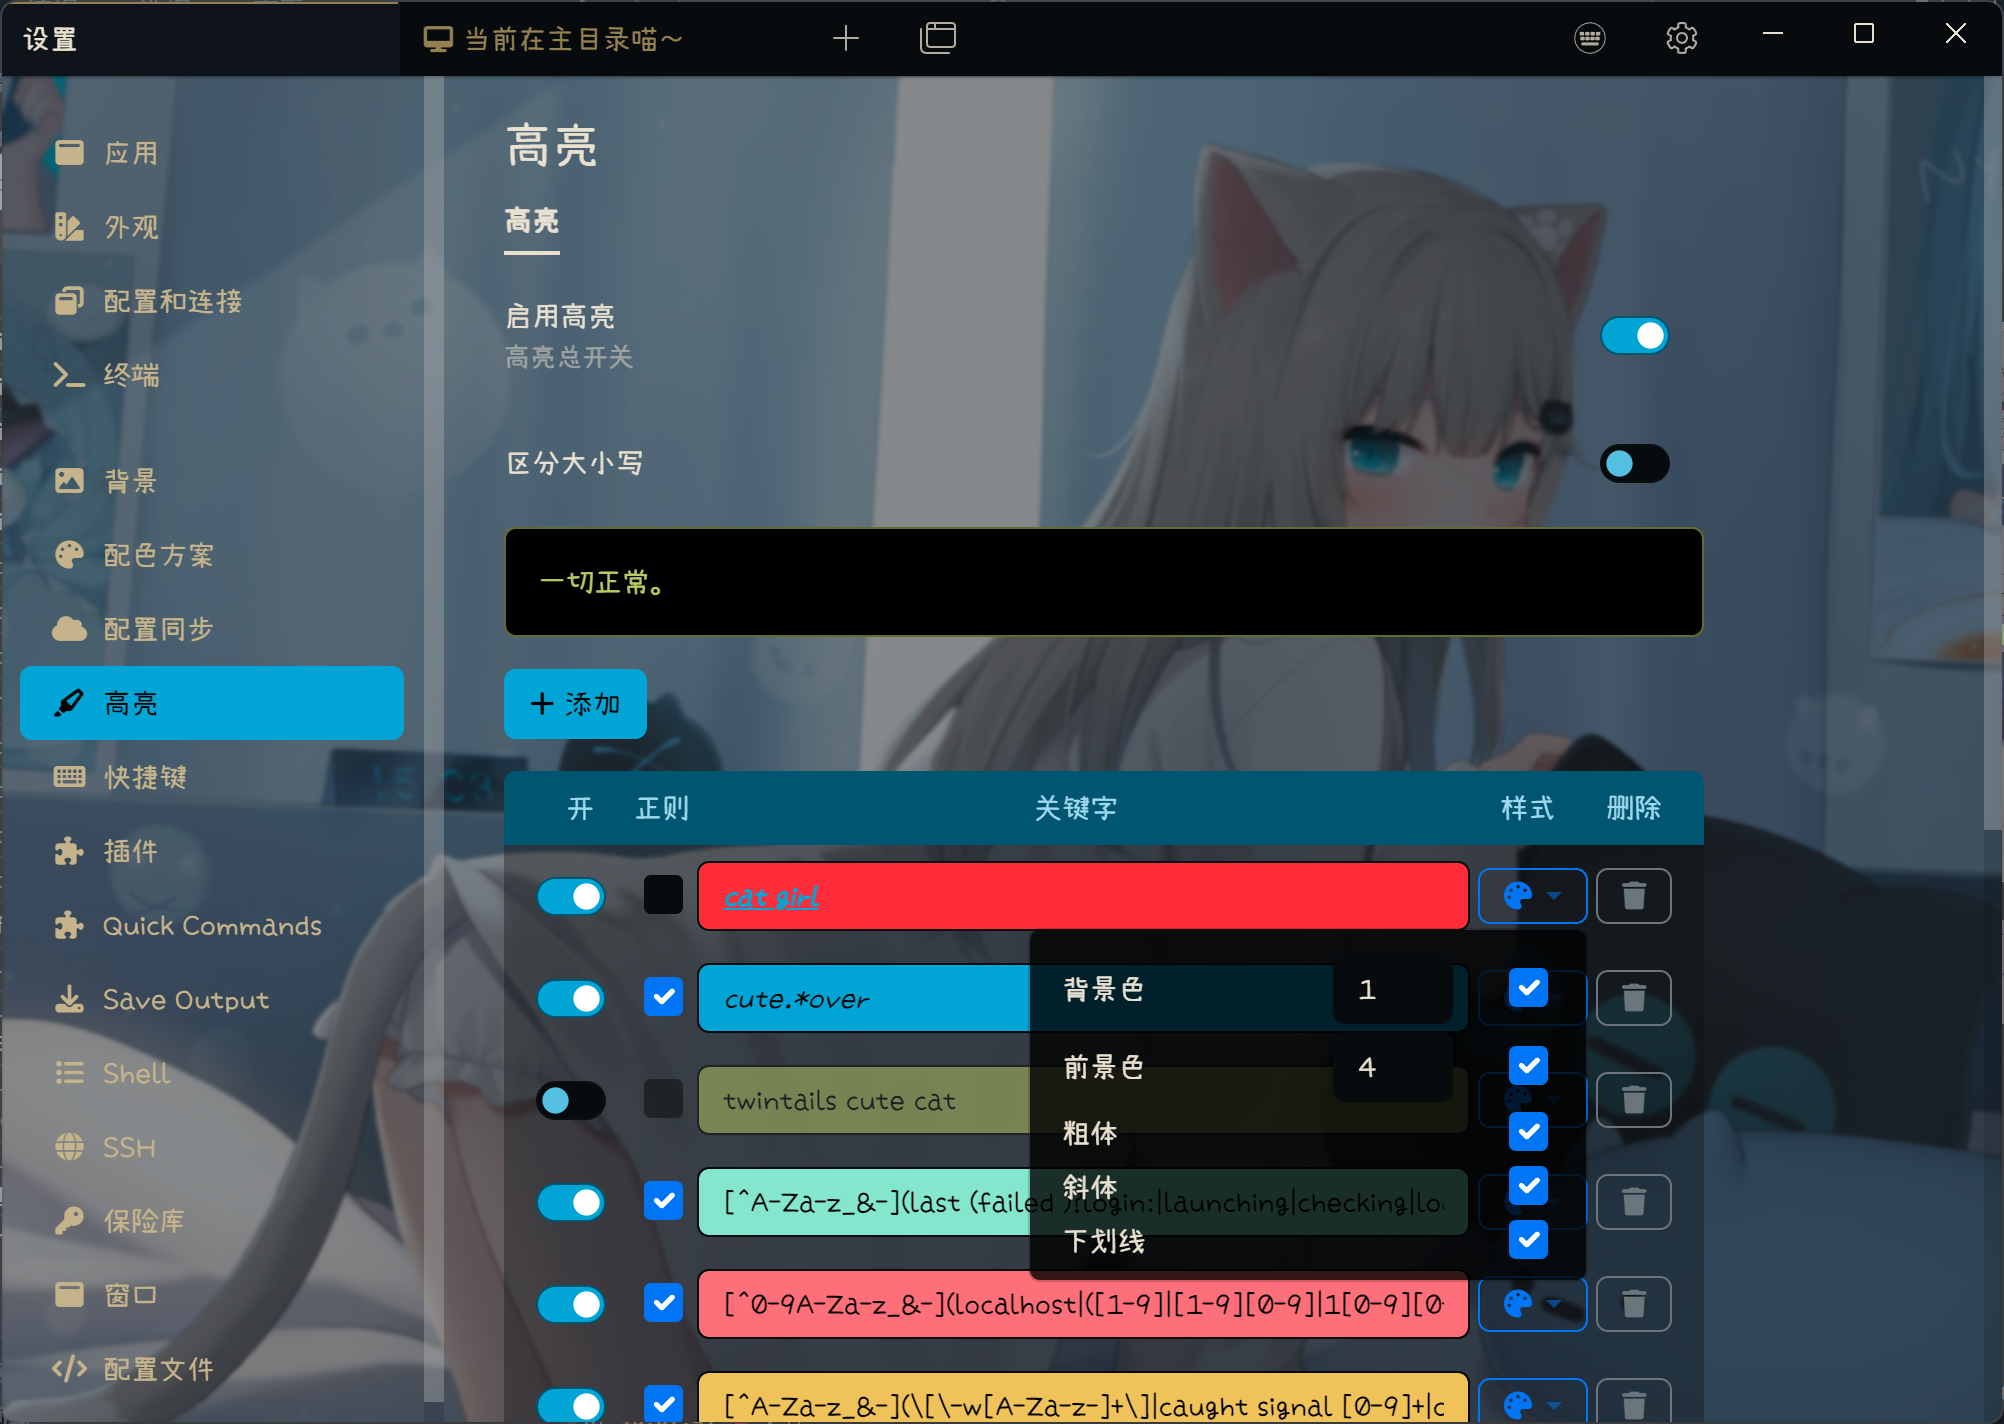 设置
当前在主目录喵～
应用
外观
配置和连接
终端
背景
配色方案
配置同步
高亮
快捷键
插件
Quick Commands
Save Output
Shell
SSH
保险库
窗口
配置文件
高亮
高亮
启用高亮
高亮总开关
区分大小写
一切正常。
添加
开 正则 关键字 样式 删除
cat girl
cute.*over
twintails cute cat
[^A-Za-z_&-](last (failed )?login:|launching|checking|lo
[^0-9A-Za-z_&-](localhost|([1-9]|[1-9][0-9]|1[0-9][0-
[^A-Za-z_&-](\[\-w[A-Za-z-]+\]|caught signal [0-9]+|c
背景色 1
前景色 4
粗体
斜体
下划线